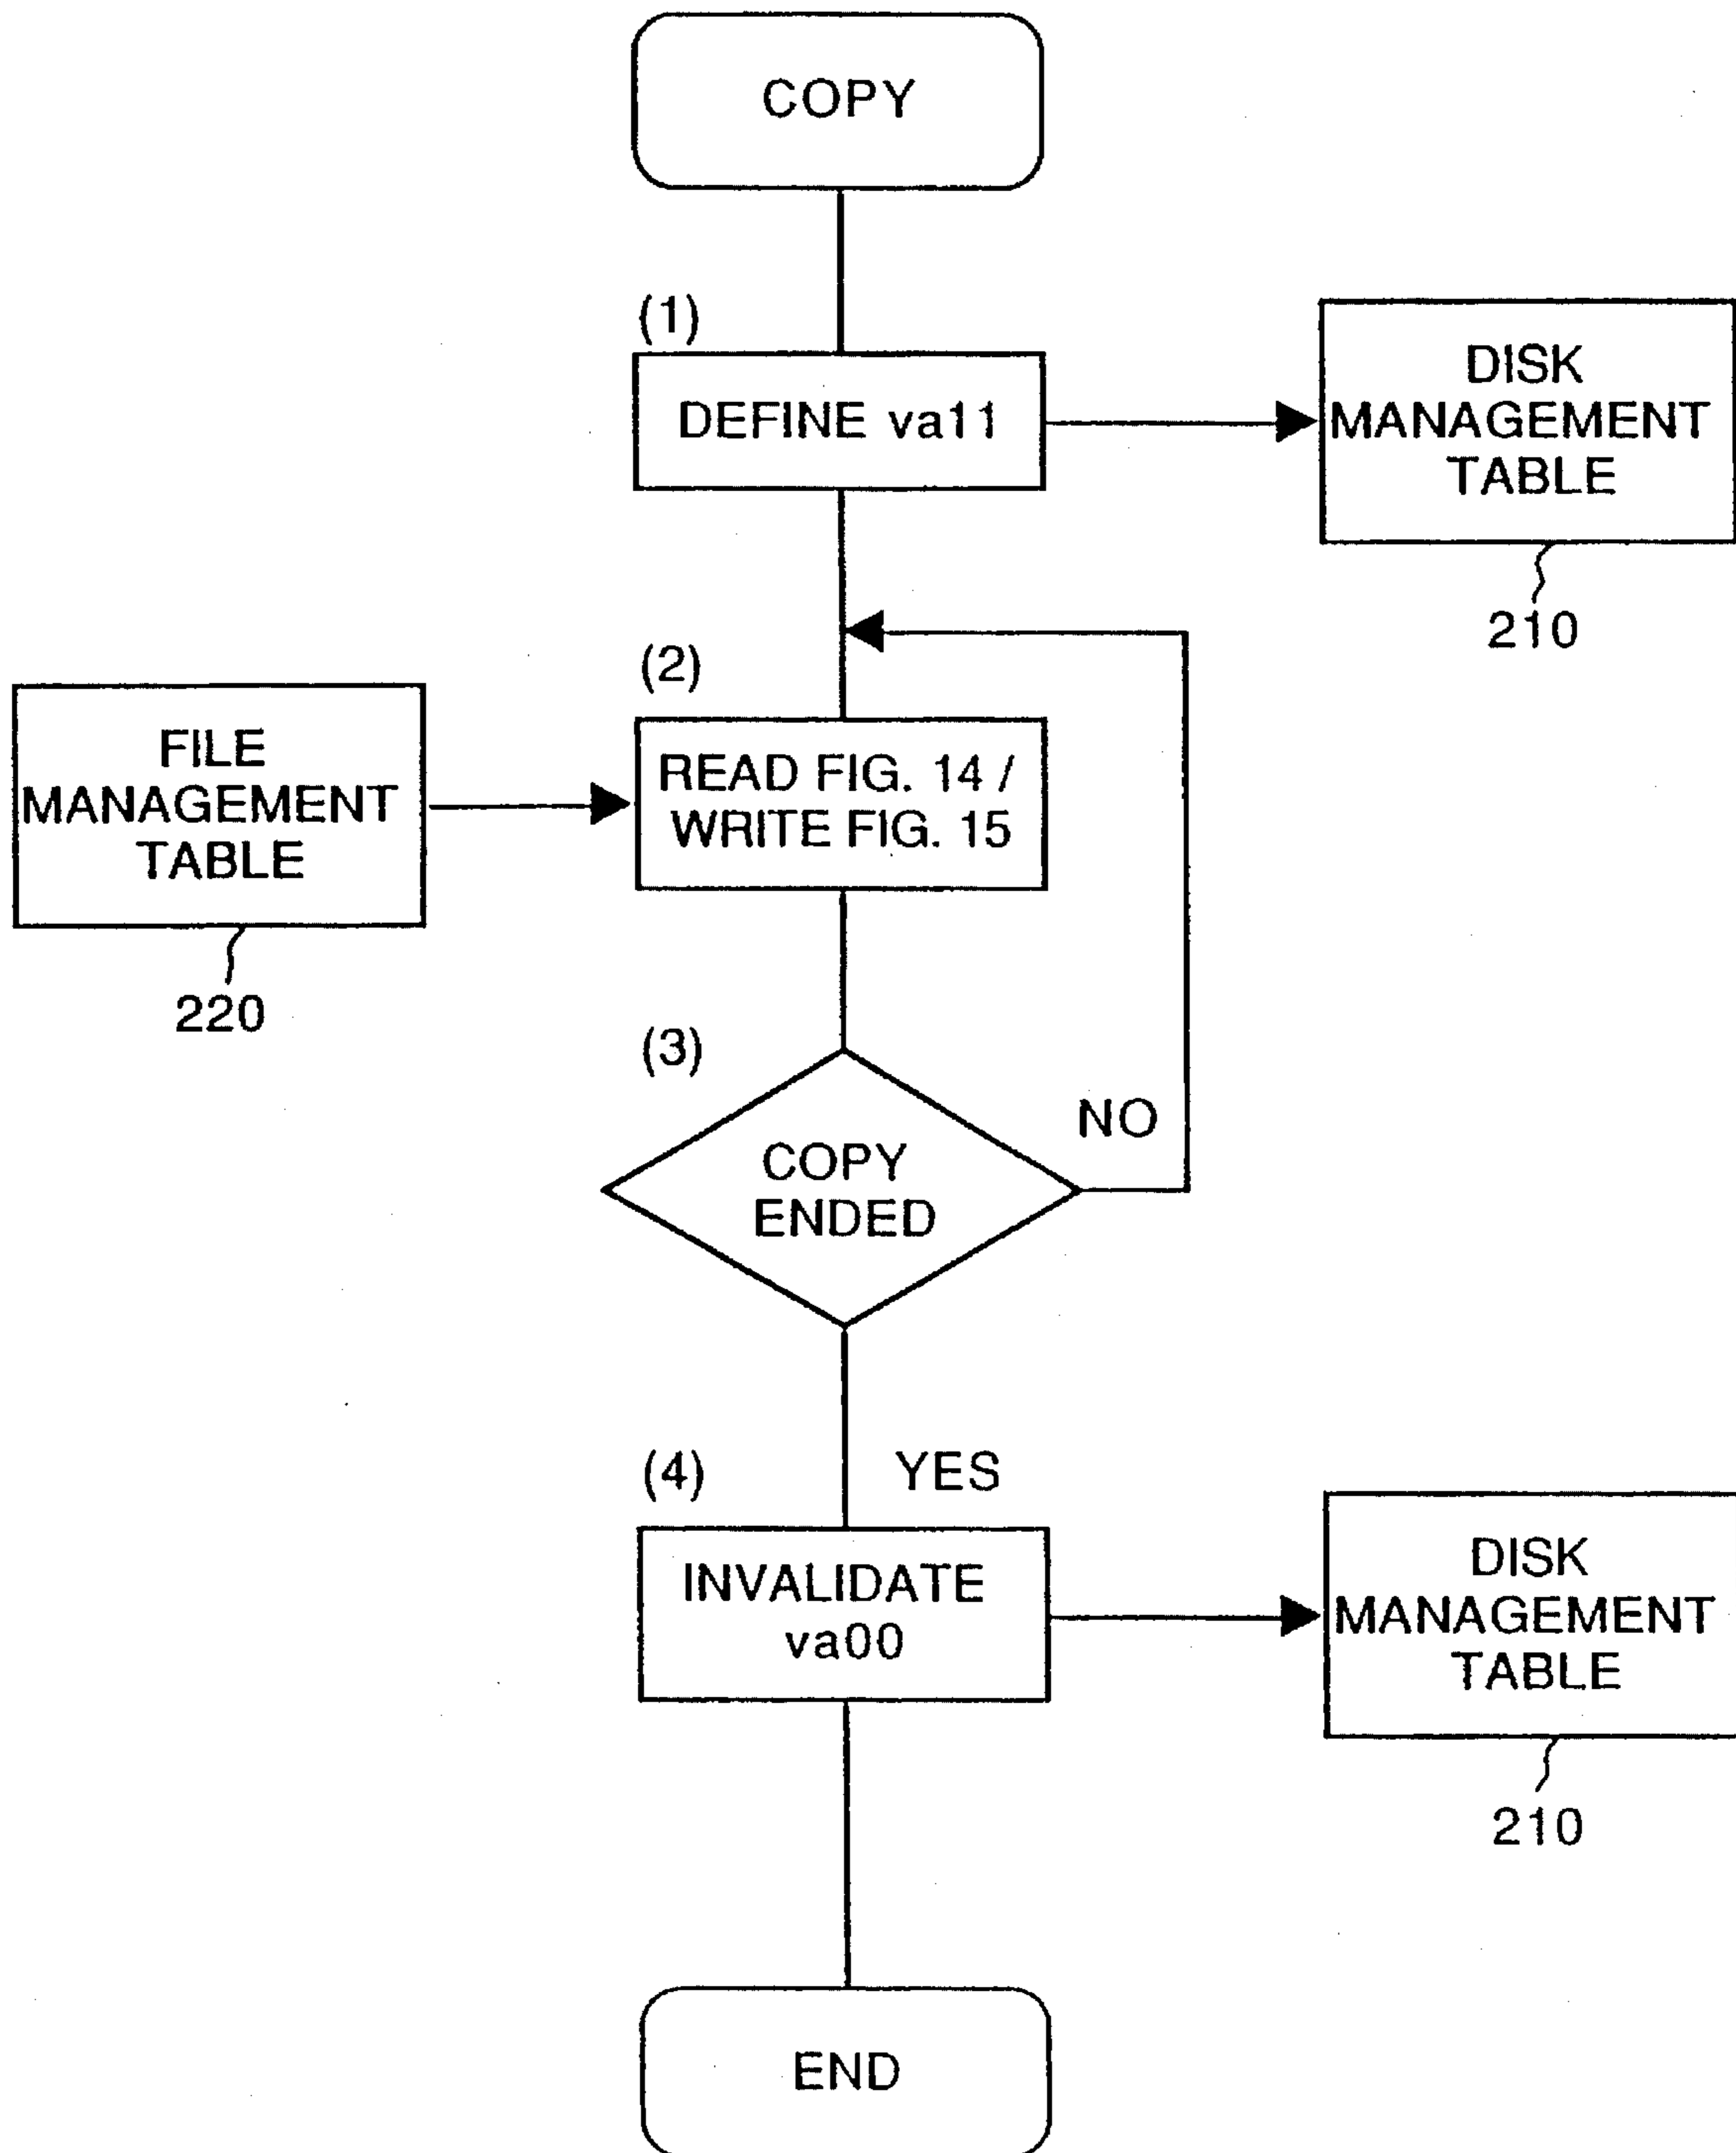 COPY
(1)
DEFINE va11
DISK
MANAGEMENT
TABLE
210
(2)
FILE
MANAGEMENT
TABLE
220
READ FIG. 14 /
WRITE FIG. 15
(3)
COPY
ENDED
NO
(4)
YES
INVALIDATE
va00
DISK
MANAGEMENT
TABLE
210
END